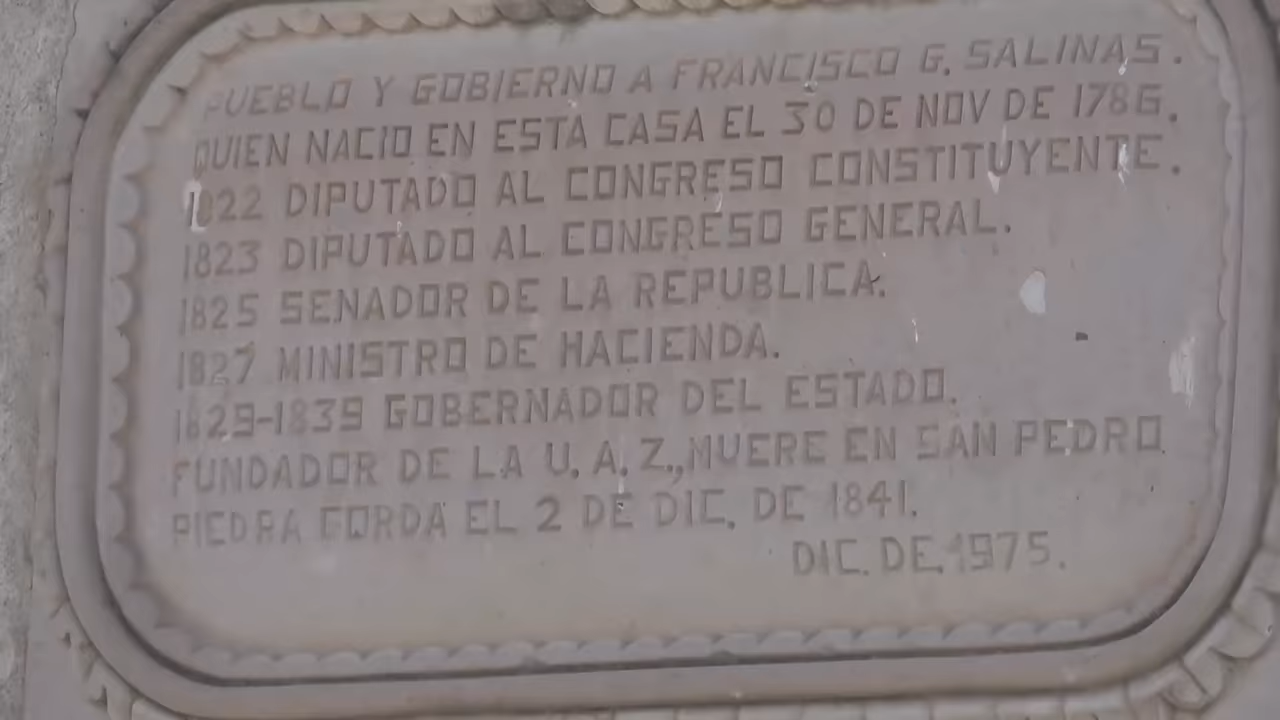 PUEBLO Y GOBIERNO A FRANCISCO G. SALINAS.
QUIEN NACIO EN ESTA CASA EL 30 DE NOV DE 1786.
1822 DIPUTADO AL CONGRESO CONSTITUYENTE.
1823 DIPUTADO AL CONGRESO GENERAL.
1825 SENADOR DE LA REPUBLICA.
1827 MINISTRO DE HACIENDA.
1829-1839 GOBERNADOR DEL ESTADO.
FUNDADOR DE LA U. A. Z., MUERE EN SAN PEDRO
PIEDRA GORDA EL 2 DE DIC. DE 1841.
DIC. DE 1975.